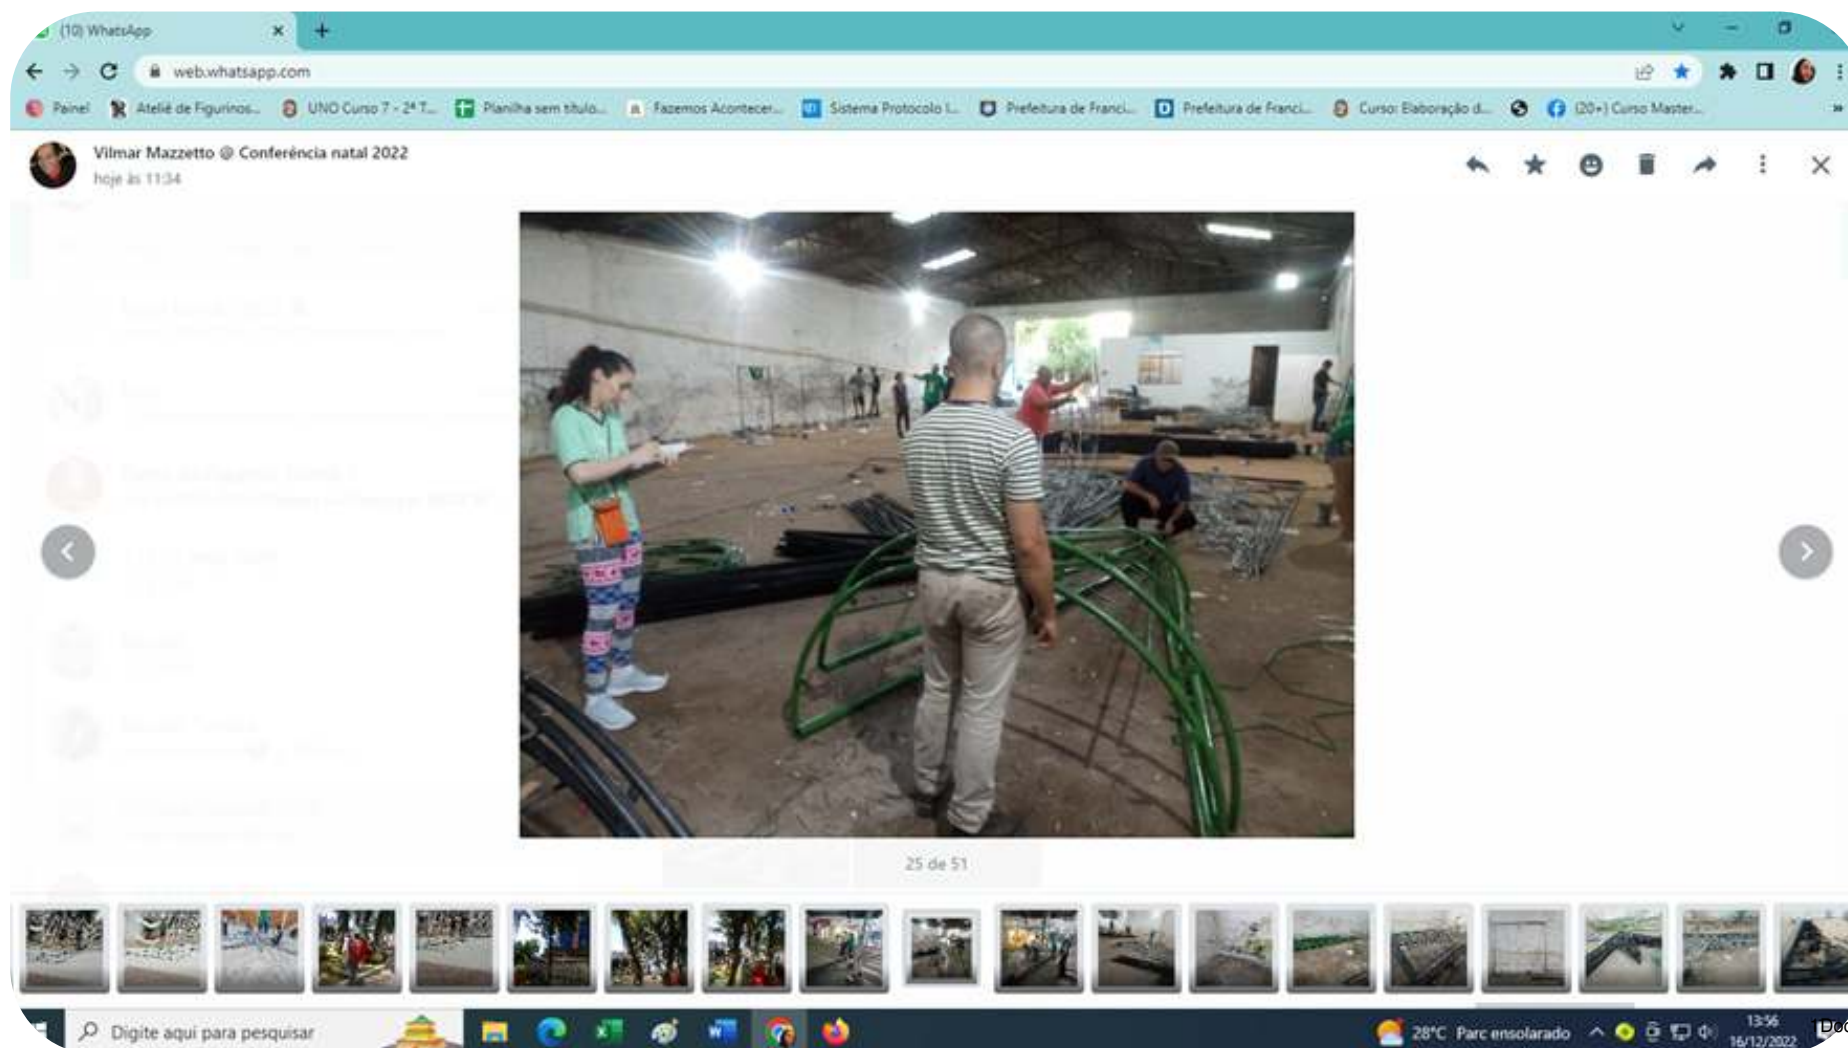 (10) WhatsApp
web.whatsapp.com
Painel
Ateliê de Figurinos...
UNO Curso 7 - 2ª T...
Planilha sem título...
Fazemos Acontecer...
Sistema Protocolo I...
Prefeitura de Franci...
Prefeitura de Franci...
Curso: Elaboração d...
(20+) Curso Master...
Vilmar Mazzetto @ Conferência natal 2022
hoje às 11:34
25 de 51
Digite aqui para pesquisar
28°C Parc ensolarado
13:56
16/12/2022